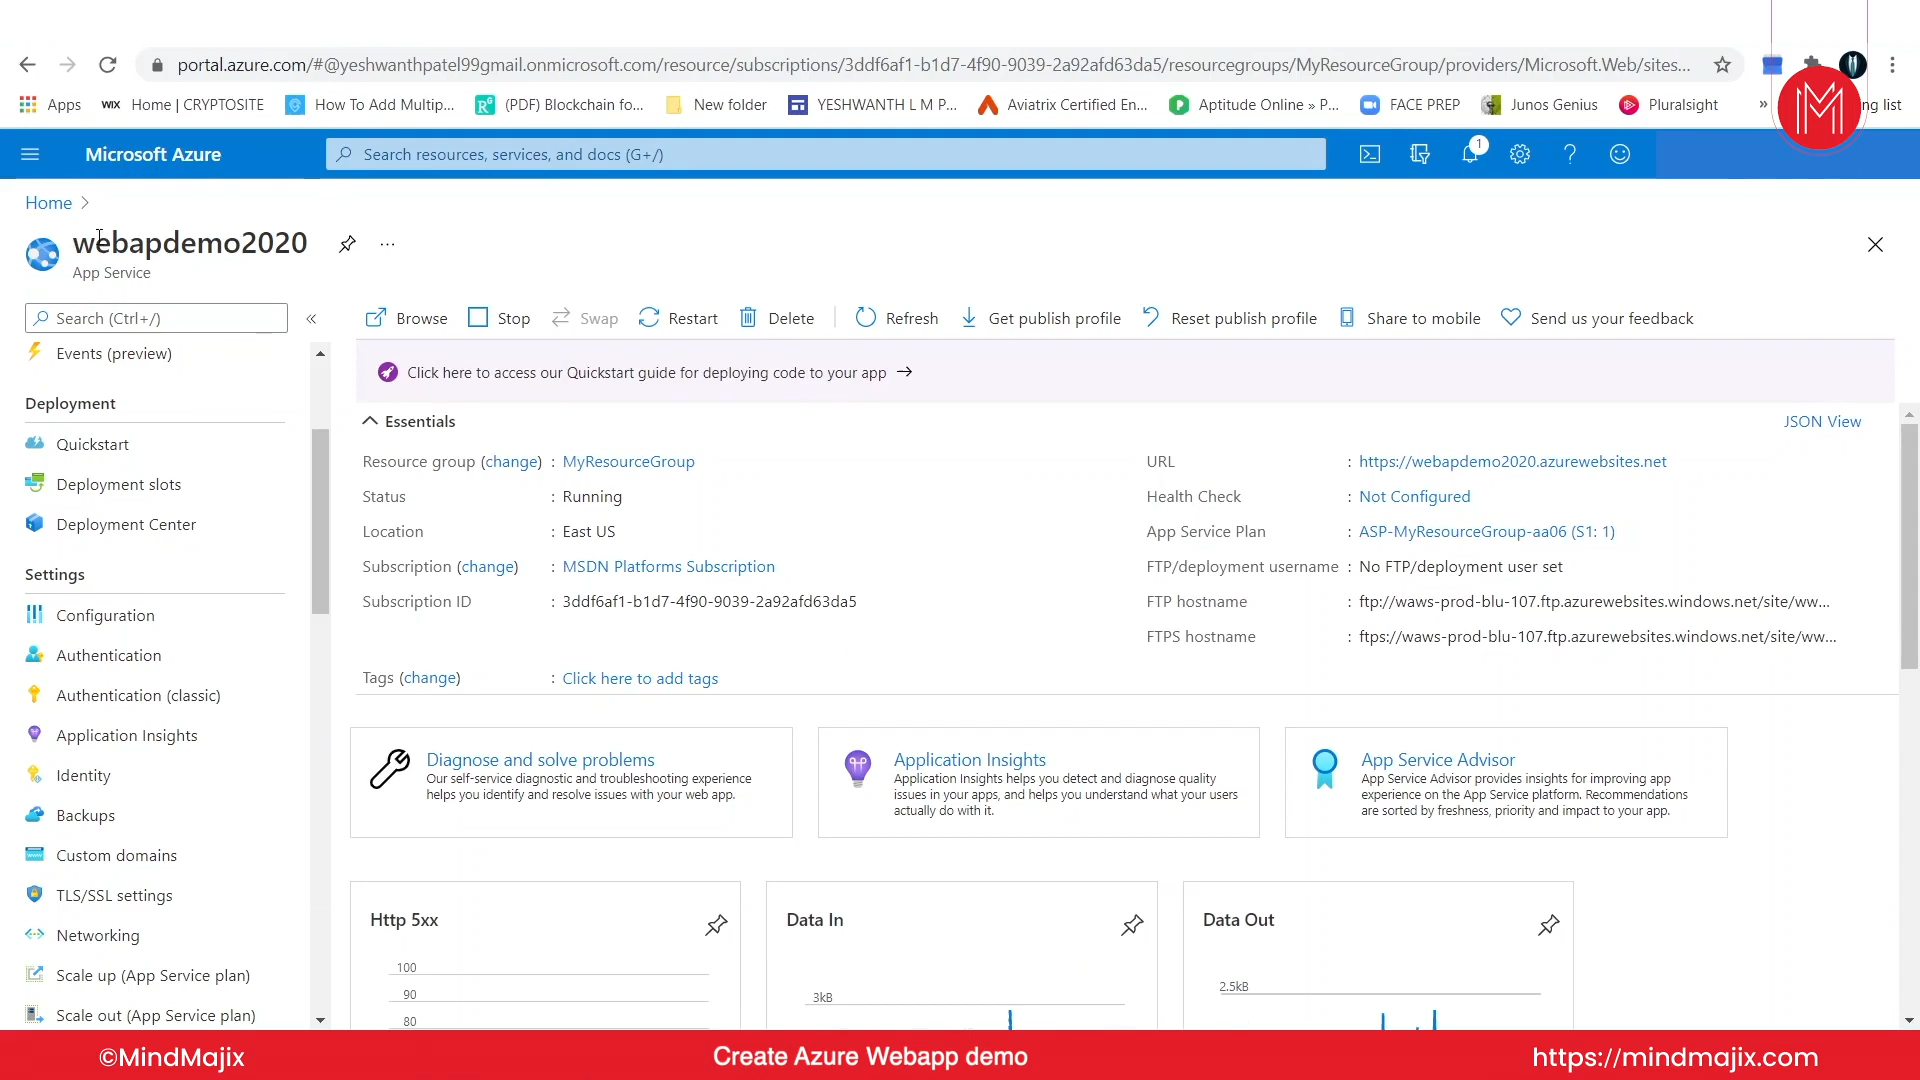 portal.azure.com/#@yeshwanthpatel99gmail.onmicrosoft.com/resource/subscriptions/3ddf6af1-b1d7-4f90-9039-2a92afd63da5/resourcegroups/MyResourceGroup/providers/Microsoft.Web/sites...
Apps WIX Home | CRYPTOSITE How To Add Multip... (PDF) Blockchain fo... New folder YESHWANTH L M P... Aviatrix Certified En... Aptitude Online » P... FACE PREP Junos Genius Pluralsight » ng list
Microsoft Azure Search resources, services, and docs (G+/) 1
Home >
webapdemo2020 ...
App Service
Search (Ctrl+/) «
Browse Stop Swap Restart Delete Refresh Get publish profile Reset publish profile Share to mobile Send us your feedback
Events (preview)
Deployment
Quickstart
Deployment slots
Deployment Center
Settings
Configuration
Authentication
Authentication (classic)
Application Insights
Identity
Backups
Custom domains
TLS/SSL settings
Networking
Scale up (App Service plan)
Scale out (App Service plan)
Click here to access our Quickstart guide for deploying code to your app →
Essentials JSON View
Resource group (change) : MyResourceGroup
Status : Running
Location : East US
Subscription (change) : MSDN Platforms Subscription
Subscription ID : 3ddf6af1-b1d7-4f90-9039-2a92afd63da5
Tags (change) : Click here to add tags
URL : https://webapdemo2020.azurewebsites.net
Health Check : Not Configured
App Service Plan : ASP-MyResourceGroup-aa06 (S1: 1)
FTP/deployment username : No FTP/deployment user set
FTP hostname : ftp://waws-prod-blu-107.ftp.azurewebsites.windows.net/site/ww...
FTPS hostname : ftps://waws-prod-blu-107.ftp.azurewebsites.windows.net/site/ww...
Diagnose and solve problems
Our self-service diagnostic and troubleshooting experience
helps you identify and resolve issues with your web app.
Application Insights
Application Insights helps you detect and diagnose quality
issues in your apps, and helps you understand what your users
actually do with it.
App Service Advisor
App Service Advisor provides insights for improving app
experience on the App Service platform. Recommendations
are sorted by freshness, priority and impact to your app.
Http 5xx
100
90
80
Data In
3kB
Data Out
2.5kB
©MindMajix Create Azure Webapp demo https://mindmajix.com